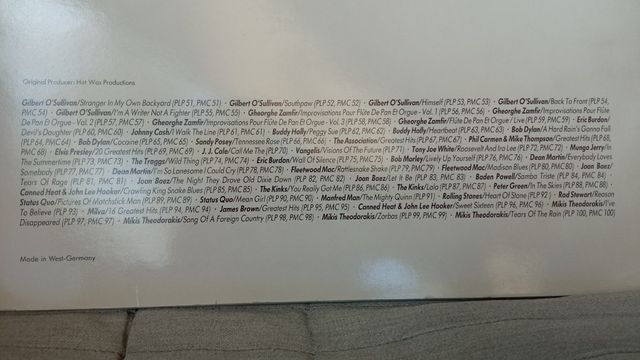 Original Producer: Hot Wax Productions
Gilbert O'Sullivan/Stranger In My Own Backyard (PLP 51, PMC 51) · Gilbert O'Sullivan/Southpaw (PLP 52, PMC 52) · Gilbert O'Sullivan/Himself (PLP 53, PMC 53) · Gilbert O'Sullivan/Back To Front (PLP 54,
PMC 54) · Gilbert O'Sullivan/I'm A Writer Not A Fighter (PLP 55, PMC 55) · Gheorghe Zamfir/Improvisations Pour Flûte De Pan Et Orgue - Vol. 1 (PLP 56, PMC 56) · Gheorghe Zamfir/Improvisations Pour Flûte
De Pan Et Orgue - Vol. 2 (PLP 57, PMC 57) · Gheorghe Zamfir/Improvisations Pour Flûte De Pan Et Orgue - Vol. 3 (PLP 58, PMC 58) · Gheorghe Zamfir/Flûte De Pan Et Orgue - Live (PLP 59, PMC 59) · Eric Burdon/
Devil's Daughter (PLP 60, PMC 60) · Johnny Cash/I Walk The Line (PLP 61, PMC 61) · Buddy Holly/Peggy Sue (PLP 62, PMC 62) · Buddy Holly/Heartbeat (PLP 63, PMC 63) · Bob Dylan/A Hard Rain's Gonna Fall
(PLP 64, PMC 64) · Bob Dylan/Cocaine (PLP 65, PMC 65) · Sandy Posey/Tennessee Rose (PLP 66, PMC 66) · The Association/Greatest Hits (PLP 67, PMC 67) · Phil Carmen & Mike Thompson/Greatest Hits (PLP 68,
PMC 68) · Elvis Presley/20 Greatest Hits (PLP 69, PMC 69) · J. J. Cale/Call Me The (PLP 70) · Vangelis/Visions Of The Future (PLP 71) · Tony Joe White/Roosevelt And Ira Lee (PLP 72, PMC 72) · Mungo Jerry/In
The Summertime (PLP 73, PMC 73) · The Troggs/Wild Thing (PLP 74, PMC 74) · Eric Burdon/Wall Of Silence (PLP 75, PMC 75) · Bob Marley/Lively Up Yourself (PLP 76, PMC 76) · Dean Martin/Everybody Loves
Somebody (PLP 77, PMC 77) · Dean Martin/I'm So Lonesome I Could Cry (PLP 78, PMC 78) · Fleetwood Mac/Rattlesnake Shake (PLP 79, PMC 79) · Fleetwood Mac/Madison Blues (PLP 80, PMC 80) · Joan Baez/
Tears Of Rage (PLP 81, PMC 81) · Joan Baez/The Night They Drove Old Dixie Down (PLP 82, PMC 82) · Joan Baez/Let It Be (PLP 83, PMC 83) · Baden Powell/Samba Triste (PLP 84, PMC 84) ·
Canned Heat & John Lee Hooker/Crawling King Snake Blues (PLP 85, PMC 85) · The Kinks/You Really Got Me (PLP 86, PMC 86) · The Kinks/Lola (PLP 87, PMC 87) · Peter Green/In The Skies (PLP 88, PMC 88) ·
Status Quo/Pictures Of Matchstick Man (PLP 89, PMC 89) · Status Quo/Mean Girl (PLP 90, PMC 90) · Manfred Man/The Mighty Quinn (PLP 91) · Rolling Stones/Heart Of Stone (PLP 92) · Rod Stewart/Reason
To Believe (PLP 93) · Milva/16 Greatest Hits (PLP 94, PMC 94) · James Brown/Greatest Hits (PLP 95, PMC 95) · Canned Heat & John Lee Hooker/Sweet Sixteen (PLP 96, PMC 96) · Mikis Theodorakis/I've
Disappeared (PLP 97, PMC 97) · Mikis Theodorakis/Song Of A Foreign Country (PLP 98, PMC 98) · Mikis Theodorakis/Zorbas (PLP 99, PMC 99) · Mikis Theodorakis/Tears Of The Rain (PLP 100, PMC 100)
Made in West-Germany